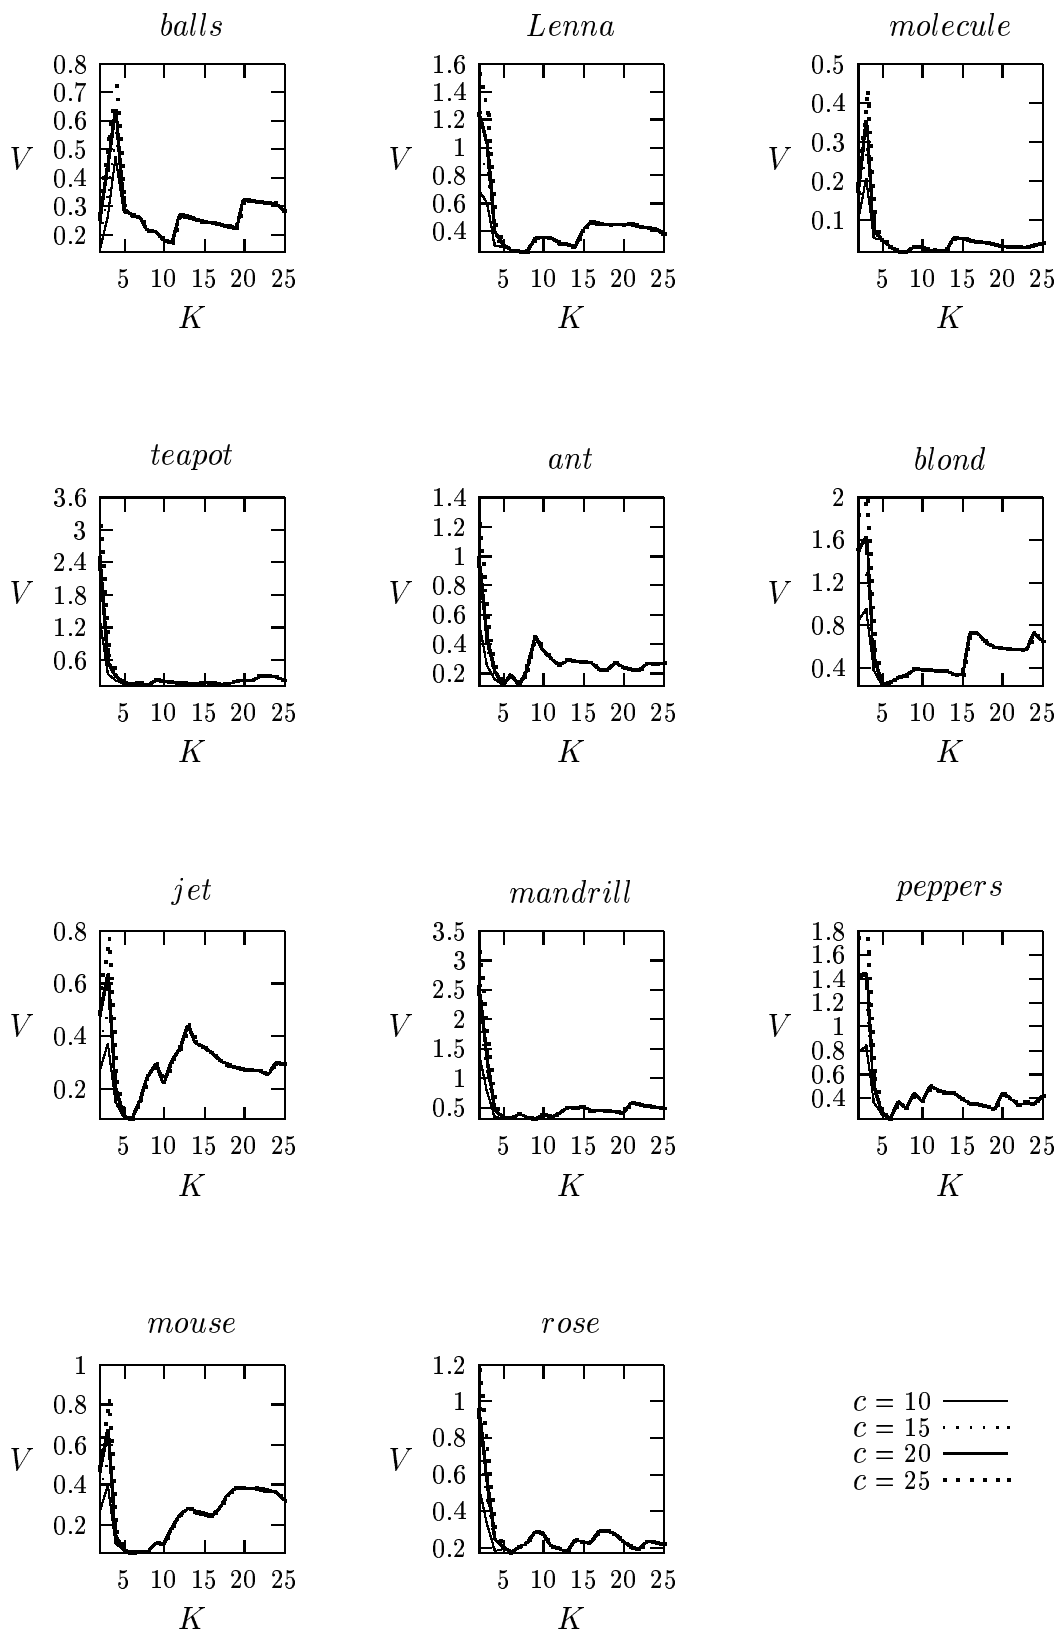 balls
0.8
0.7
0.6
0.5
0.4
0.3
0.2
V
5 10 15 20 25
K
Lenna
1.6
1.4
1.2
1
0.8
0.6
0.4
V
5 10 15 20 25
K
molecule
0.5
0.4
0.3
0.2
0.1
V
5 10 15 20 25
K
teapot
3.6
3
2.4
1.8
1.2
0.6
V
5 10 15 20 25
K
ant
1.4
1.2
1
0.8
0.6
0.4
0.2
V
5 10 15 20 25
K
blond
2
1.6
1.2
0.8
0.4
V
5 10 15 20 25
K
jet
0.8
0.6
0.4
0.2
V
5 10 15 20 25
K
mandrill
3.5
3
2.5
2
1.5
1
0.5
V
5 10 15 20 25
K
peppers
1.8
1.6
1.4
1.2
1
0.8
0.6
0.4
V
5 10 15 20 25
K
mouse
1
0.8
0.6
0.4
0.2
V
5 10 15 20 25
K
rose
1.2
1
0.8
0.6
0.4
0.2
V
5 10 15 20 25
K
c = 10
c = 15
c = 20
c = 25